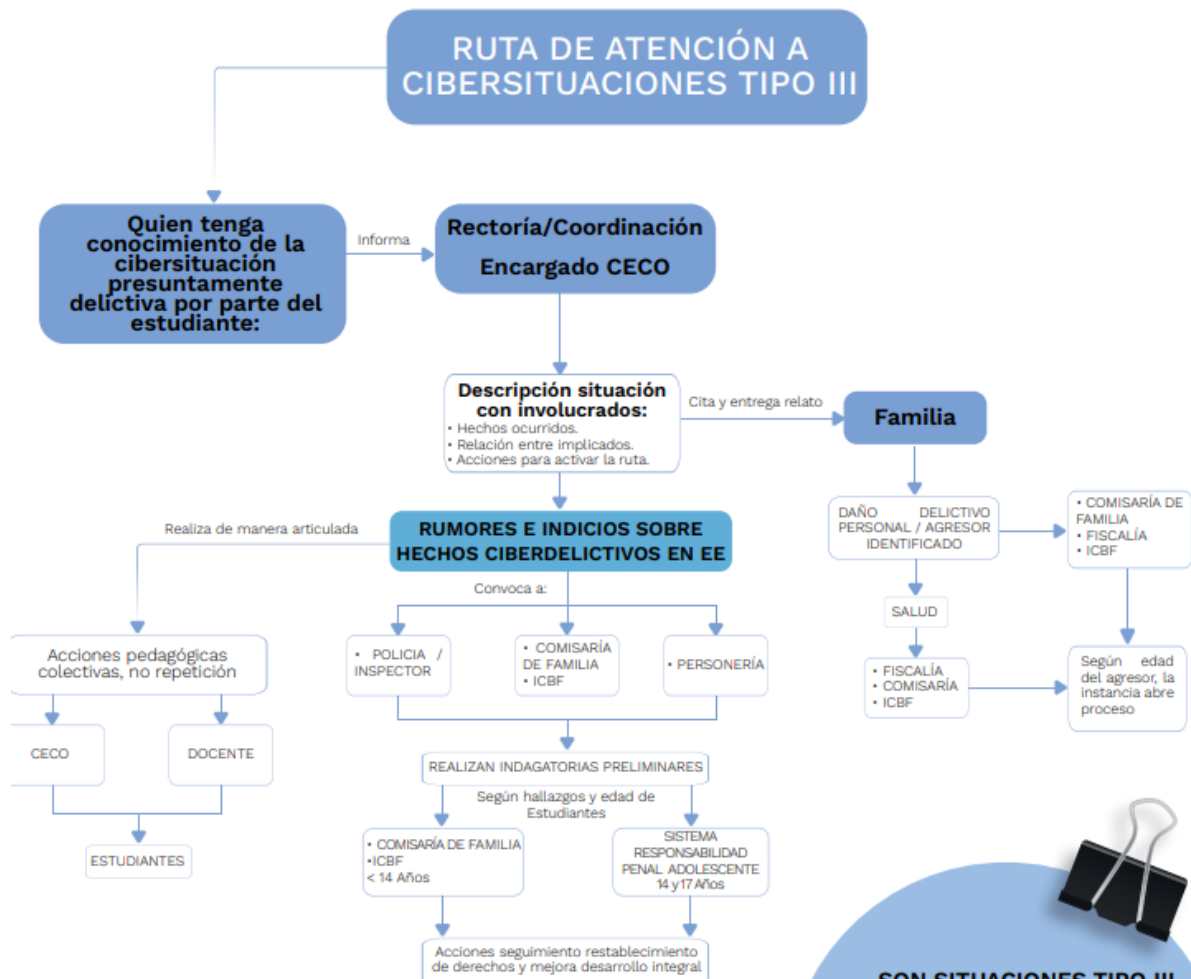 RUTA DE ATENCIÓN A
CIBERSITUACIONES TIPO III
Quien tenga
conocimiento de la
cibersituación
presuntamente
delictiva por parte del
estudiante:
Informa
Rectoría/Coordinación
Encargado CECO
Descripción situación
con involucrados:
• Hechos ocurridos.
• Relación entre implicados.
• Acciones para activar la ruta.
Cita y entrega relato
Familia
DAÑO DELICTIVO
PERSONAL / AGRESOR
IDENTIFICADO
• COMISARÍA DE
FAMILIA
• FISCALÍA
• ICBF
SALUD
• FISCALÍA
• COMISARÍA
• ICBF
Según edad
del agresor, la
instancia abre
proceso
Realiza de manera articulada
RUMORES E INDICIOS SOBRE
HECHOS CIBERDELICTIVOS EN EE
Convoca a:
Acciones pedagógicas
colectivas, no repetición
CECO
DOCENTE
ESTUDIANTES
• POLICIA /
INSPECTOR
• COMISARÍA
DE FAMILIA
• ICBF
• PERSONERÍA
REALIZAN INDAGATORIAS PRELIMINARES
Según hallazgos y edad de
Estudiantes
• COMISARÍA DE FAMILIA
•ICBF
< 14 Años
SISTEMA
RESPONSABILIDAD
PENAL ADOLESCENTE
14 y 17 Años
Acciones seguimiento restablecimiento
de derechos y mejora desarrollo integral
SON SITUACIONES TIPO III